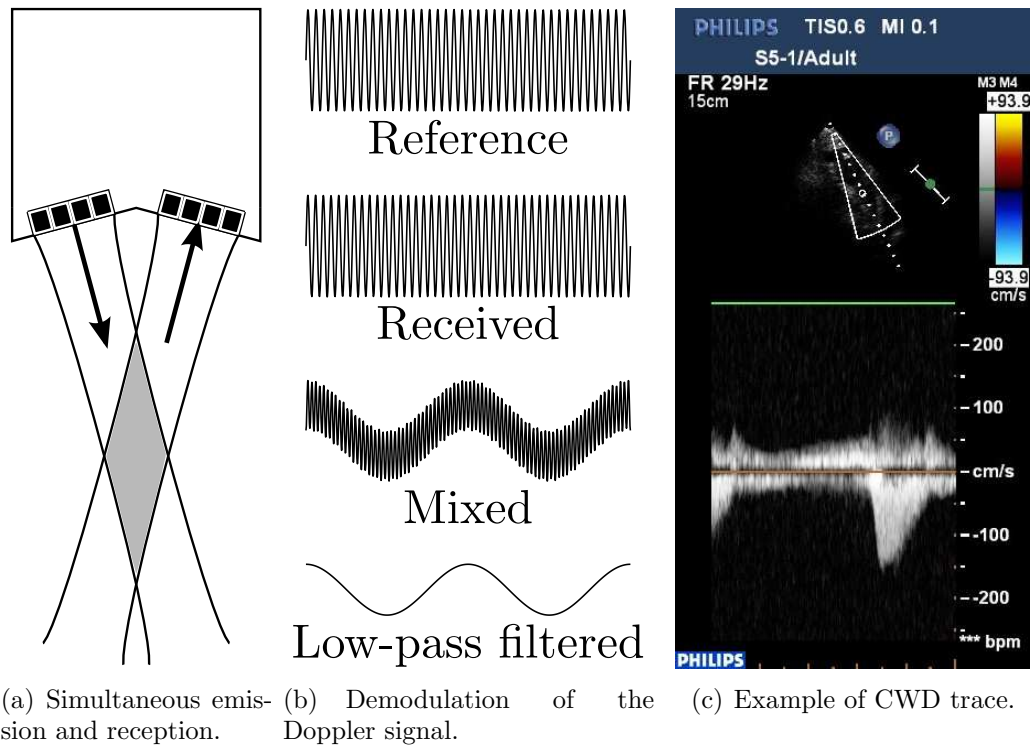 Reference
Received
Mixed
Low-pass filtered
PHILIPS TIS0.6 MI 0.1
S5-1/Adult
FR 29Hz
15cm
M3 M4
+93.9
P
-93.9
cm/s
200
100
cm/s
-100
-200
*** bpm
PHILIPS
(a) Simultaneous emis-
sion and reception.
(b) Demodulation of the
Doppler signal.
(c) Example of CWD trace.